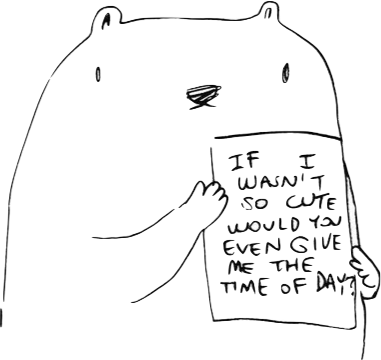 IF I
WASN'T
SO CUTE
WOULD YOU
EVEN GIVE
ME THE
TIME OF DAY?